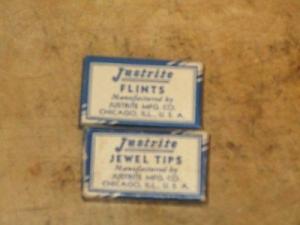 Justrite
FLINTS
Manufactured by
JUSTRITE MFG. CO.
CHICAGO, ILL., U. S. A.
Justrite
JEWEL TIPS
Manufactured by
JUSTRITE MFG. CO.
CHICAGO, ILL., U. S. A.